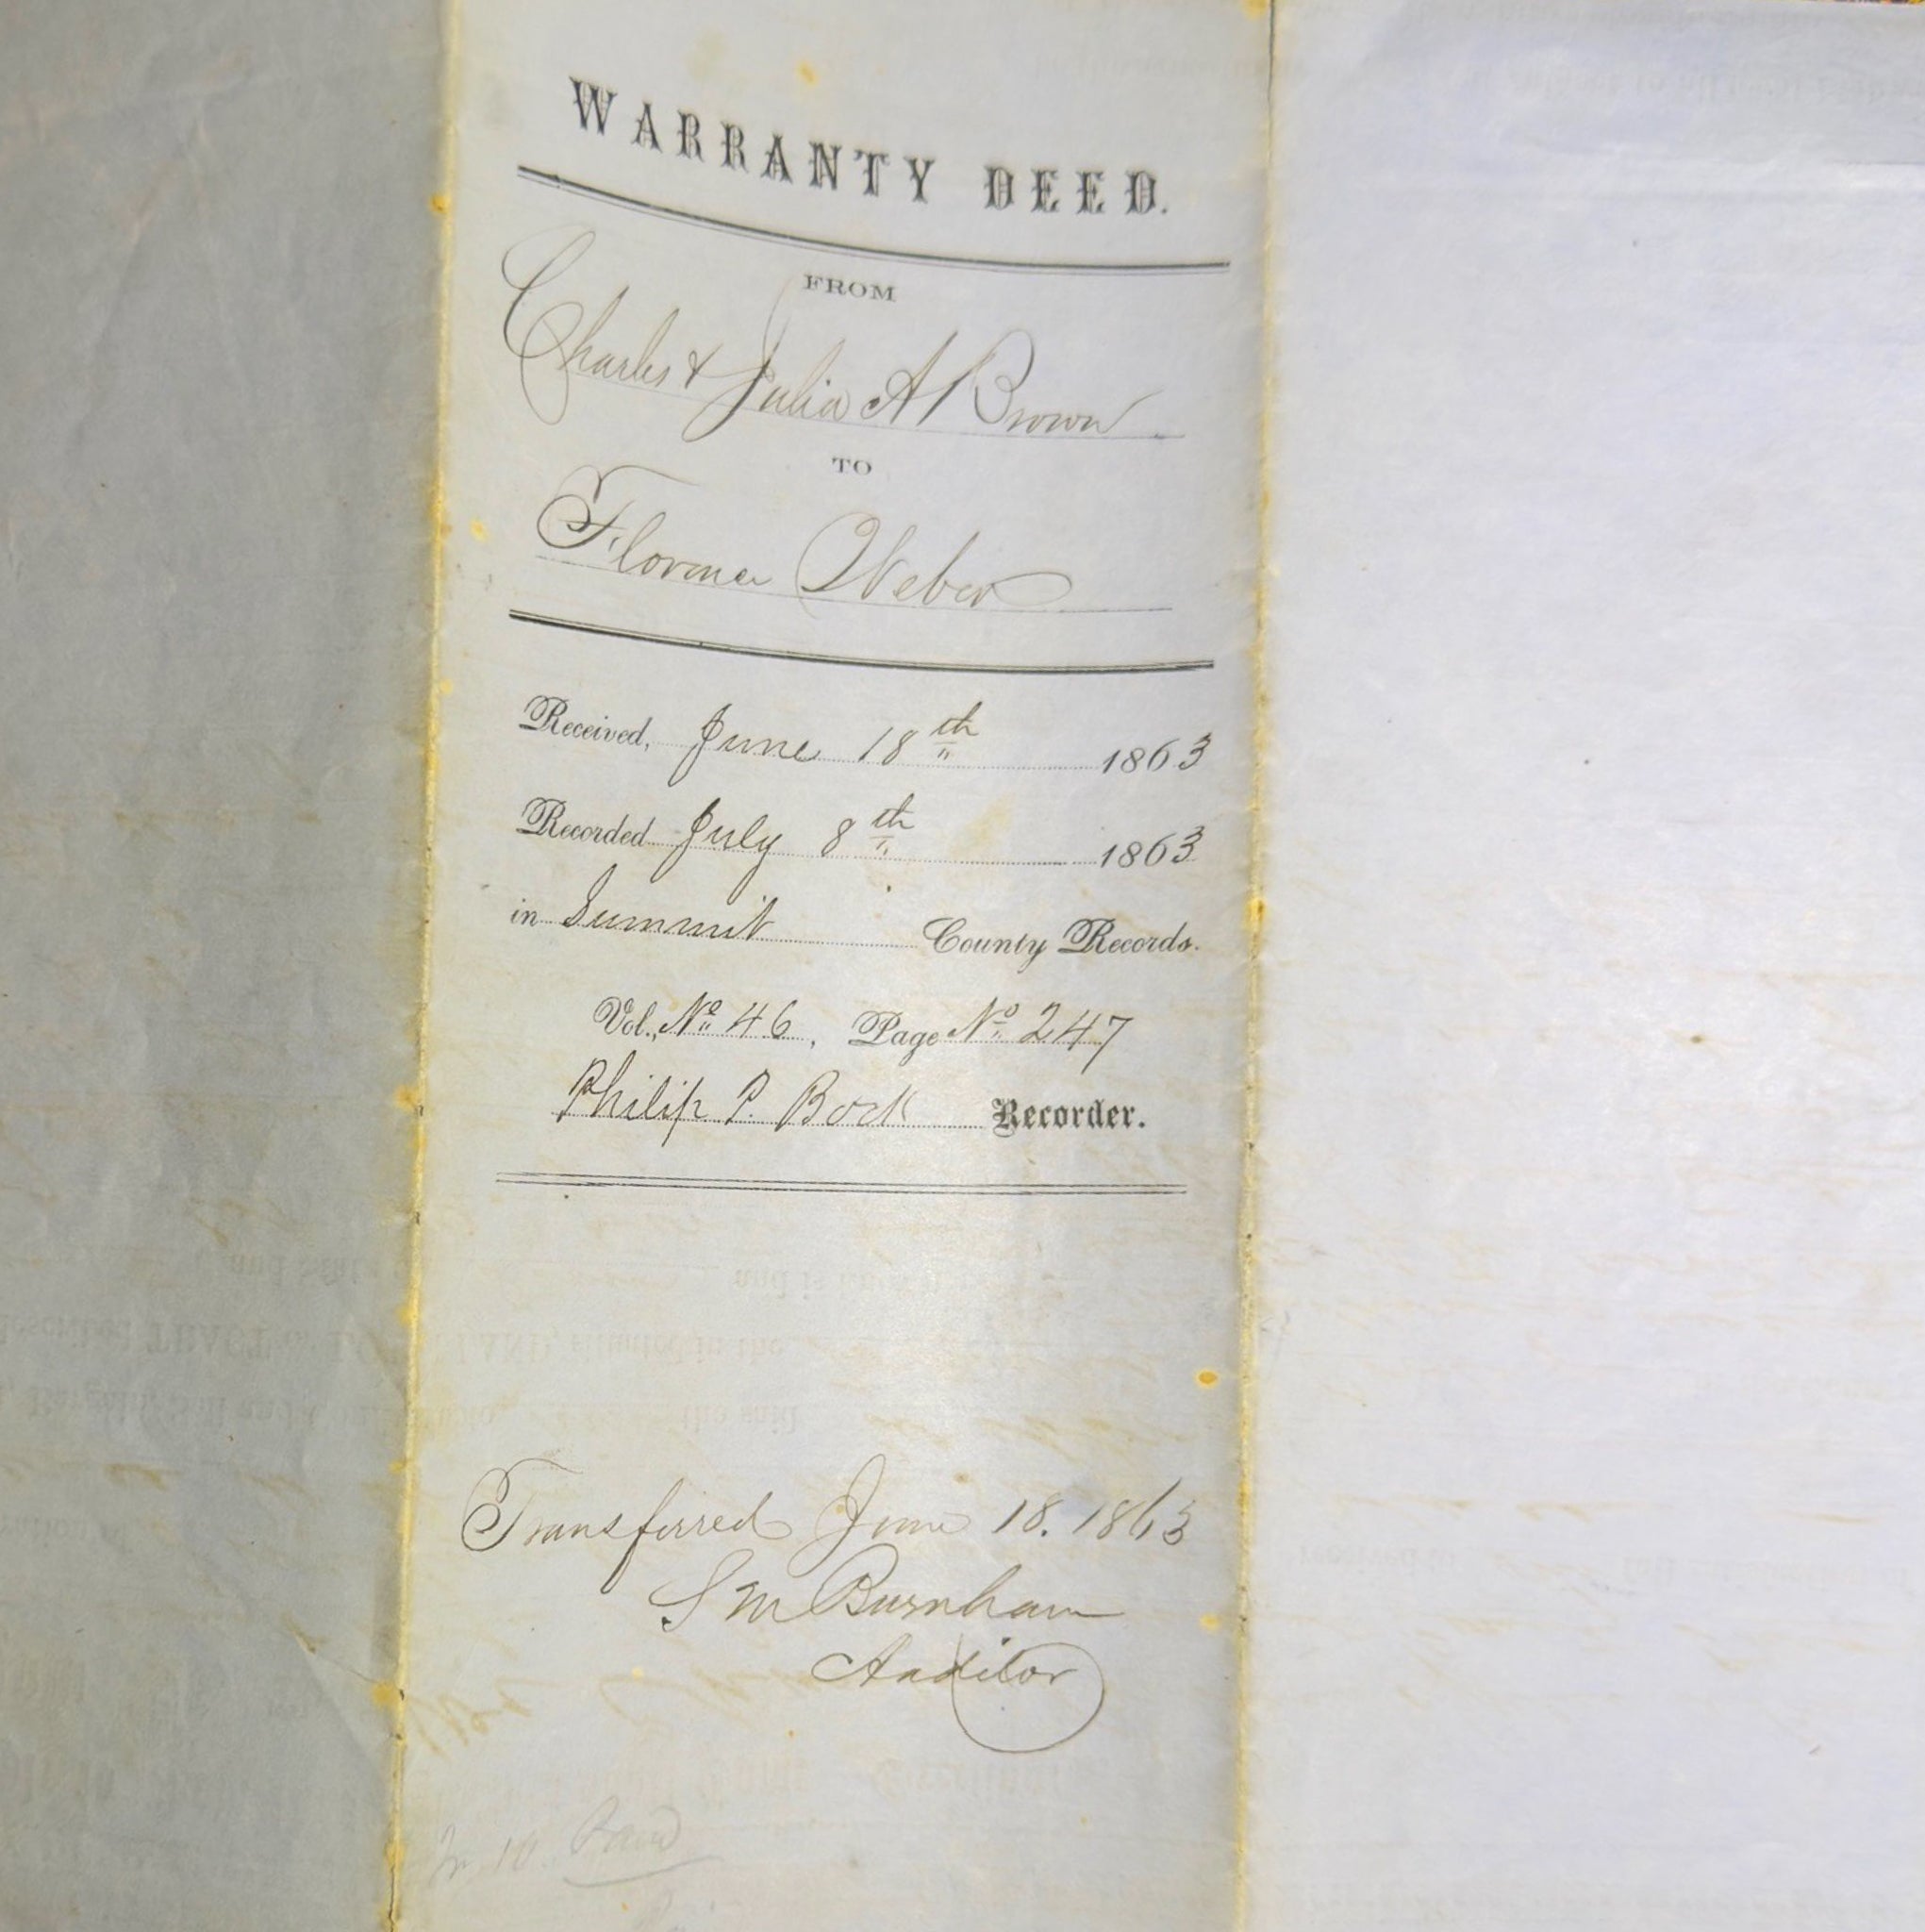 WARRANTY DEED.
FROM
Charles & Julia A Brown
TO
Florence Weber
Received, June 18th 1863
Recorded July 8th 1863
in Summit County Records.
Vol., No 46, Page No 247
Philip P. Bock Recorder.
Transferred June 18. 1863
S M Burnham
Auditor